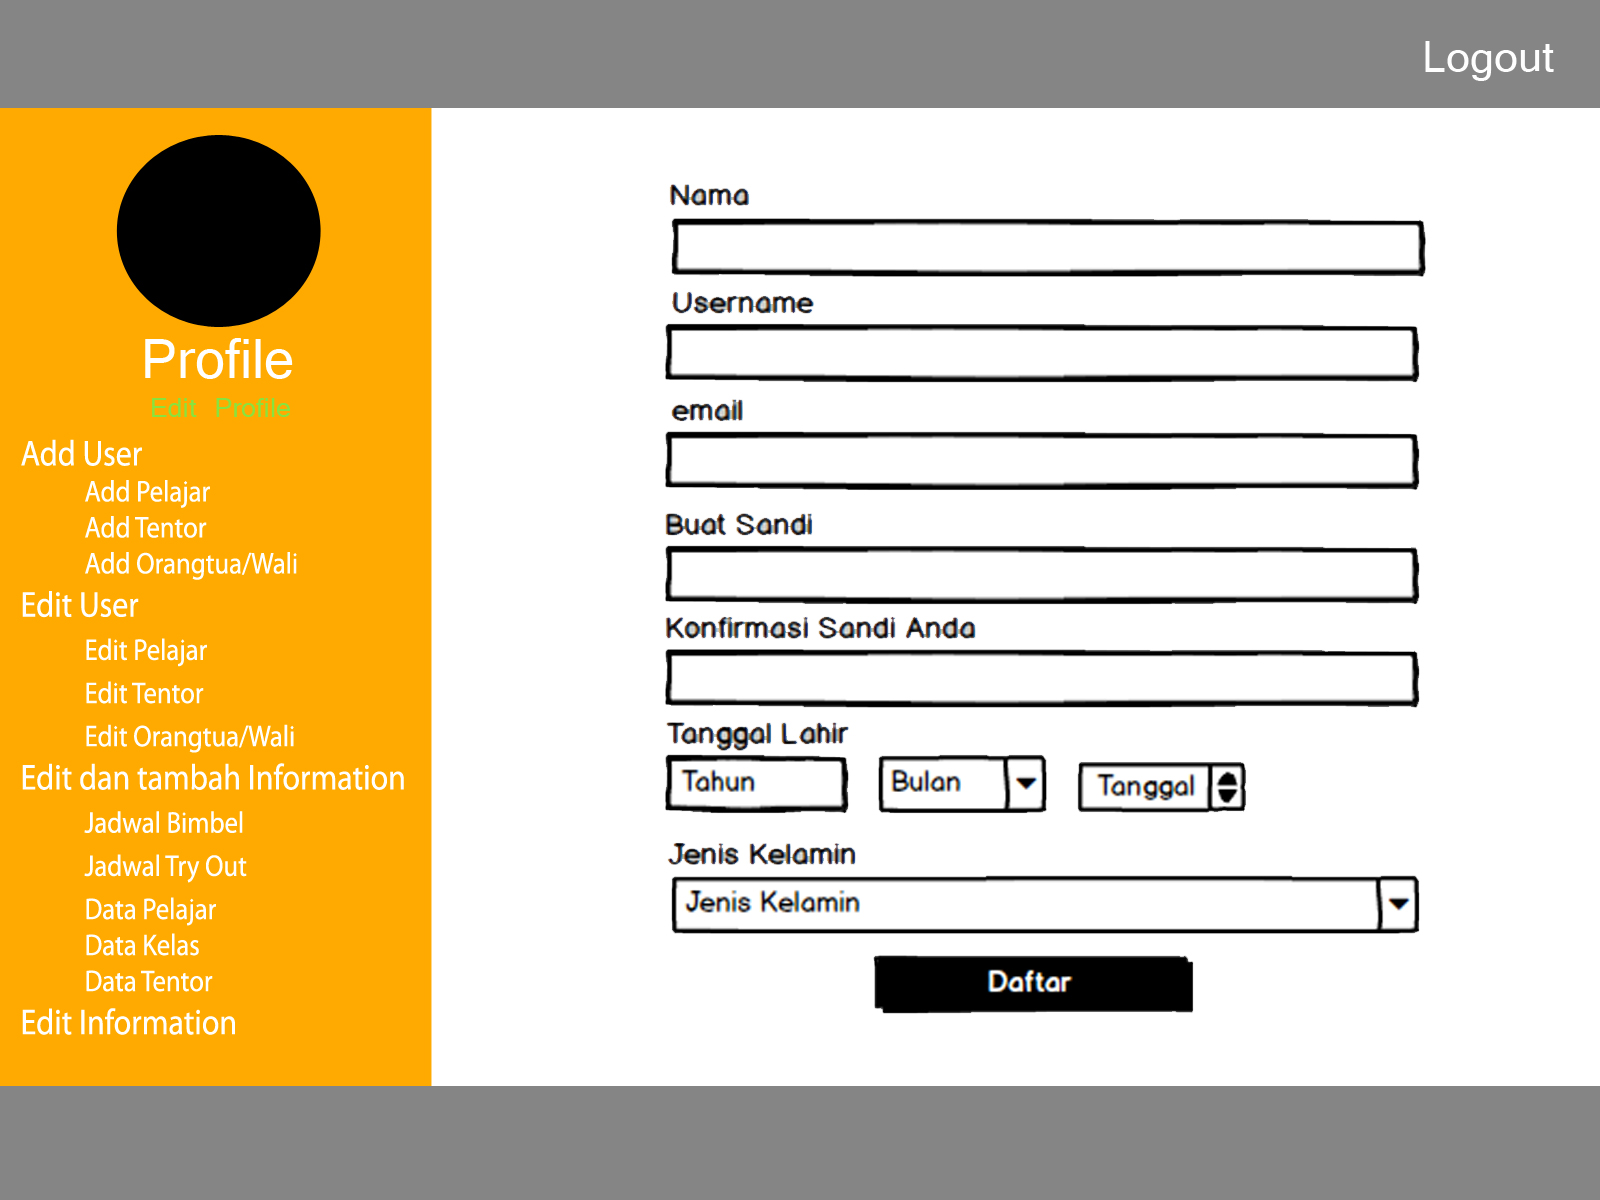 Logout
Profile
Edit Profile
Add User
Add Pelajar
Add Tentor
Add Orangtua/Wali
Edit User
Edit Pelajar
Edit Tentor
Edit Orangtua/Wali
Edit dan tambah Information
Jadwal Bimbel
Jadwal Try Out
Data Pelajar
Data Kelas
Data Tentor
Edit Information
Nama
Username
email
Buat Sandi
Konfirmasi Sandi Anda
Tanggal Lahir
Tahun Bulan Tanggal
Jenis Kelamin
Jenis Kelamin
Daftar